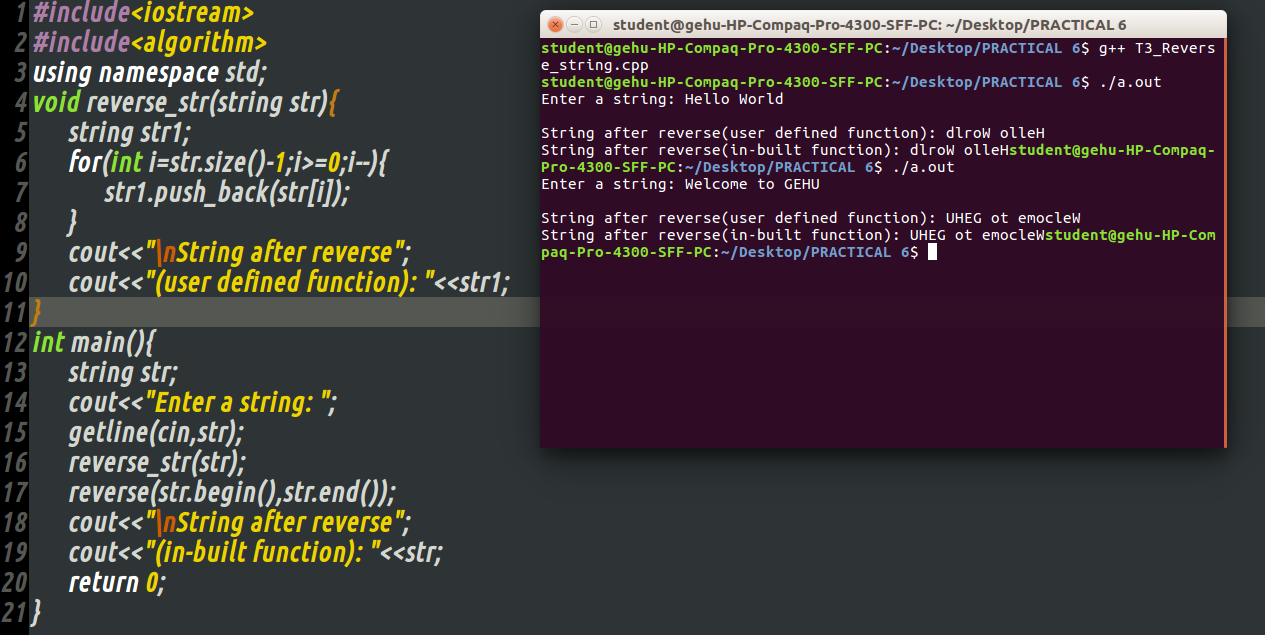 1 #include<iostream>
2 #include<algorithm>
3 using namespace std;
4 void reverse_str(string str){
5 string str1;
6 for(int i=str.size()-1;i>=0;i--){
7 str1.push_back(str[i]);
8 }
9 cout<<"\nString after reverse";
10 cout<<"(user defined function): "<<str1;
11 }
12 int main(){
13 string str;
14 cout<<"Enter a string: ";
15 getline(cin,str);
16 reverse_str(str);
17 reverse(str.begin(),str.end());
18 cout<<"\nString after reverse";
19 cout<<"(in-built function): "<<str;
20 return 0;
21 }
student@gehu-HP-Compaq-Pro-4300-SFF-PC: ~/Desktop/PRACTICAL 6
student@gehu-HP-Compaq-Pro-4300-SFF-PC:~/Desktop/PRACTICAL 6$ g++ T3_Revers
e_string.cpp
student@gehu-HP-Compaq-Pro-4300-SFF-PC:~/Desktop/PRACTICAL 6$ ./a.out
Enter a string: Hello World
String after reverse(user defined function): dlroW olleH
String after reverse(in-built function): dlroW olleHstudent@gehu-HP-Compaq-
Pro-4300-SFF-PC:~/Desktop/PRACTICAL 6$ ./a.out
Enter a string: Welcome to GEHU
String after reverse(user defined function): UHEG ot emocleW
String after reverse(in-built function): UHEG ot emocleWstudent@gehu-HP-Com
paq-Pro-4300-SFF-PC:~/Desktop/PRACTICAL 6$